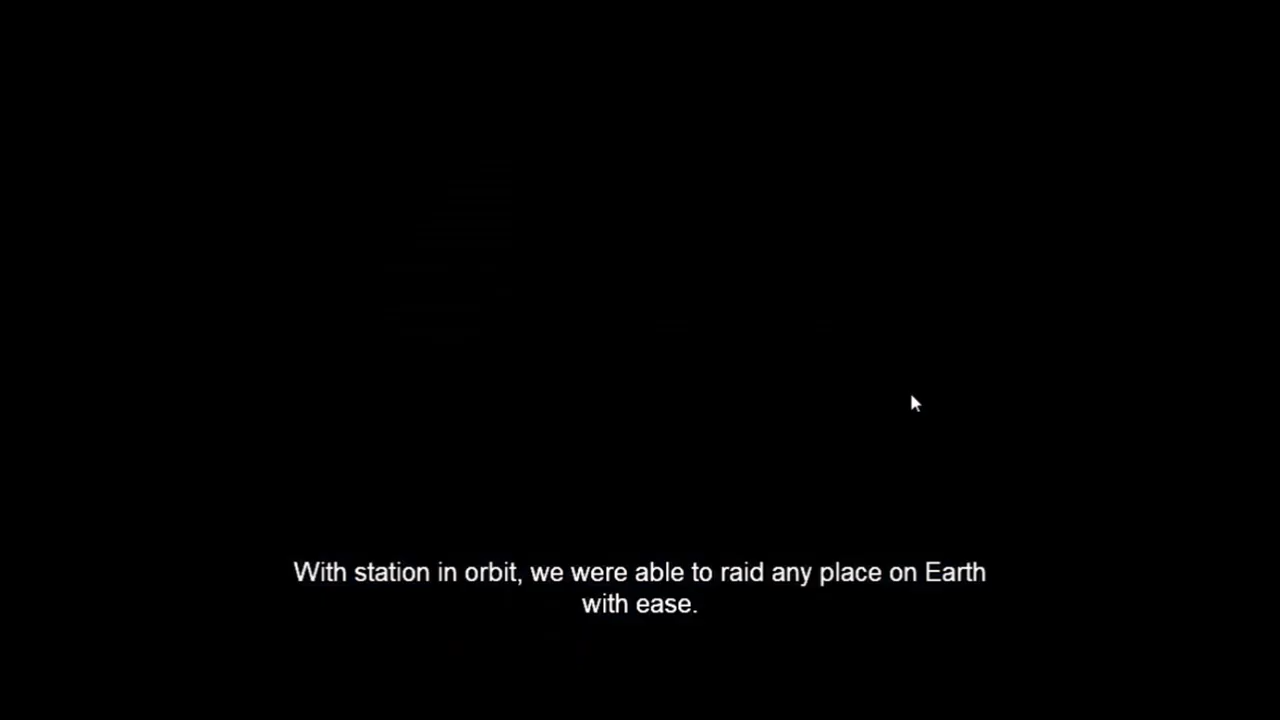 With station in orbit, we were able to raid any place on Earth
with ease.